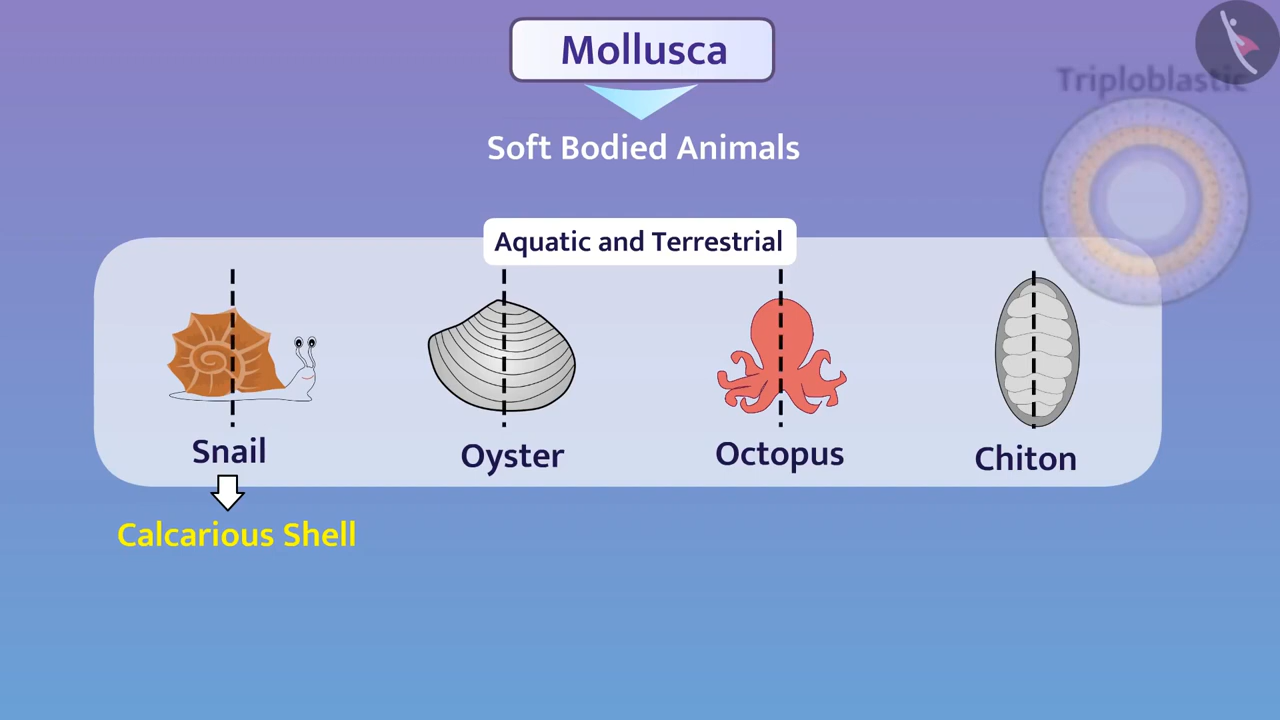 Mollusca
Triploblastic
Soft Bodied Animals
Aquatic and Terrestrial
Snail
Oyster
Octopus
Chiton
Calcarious Shell